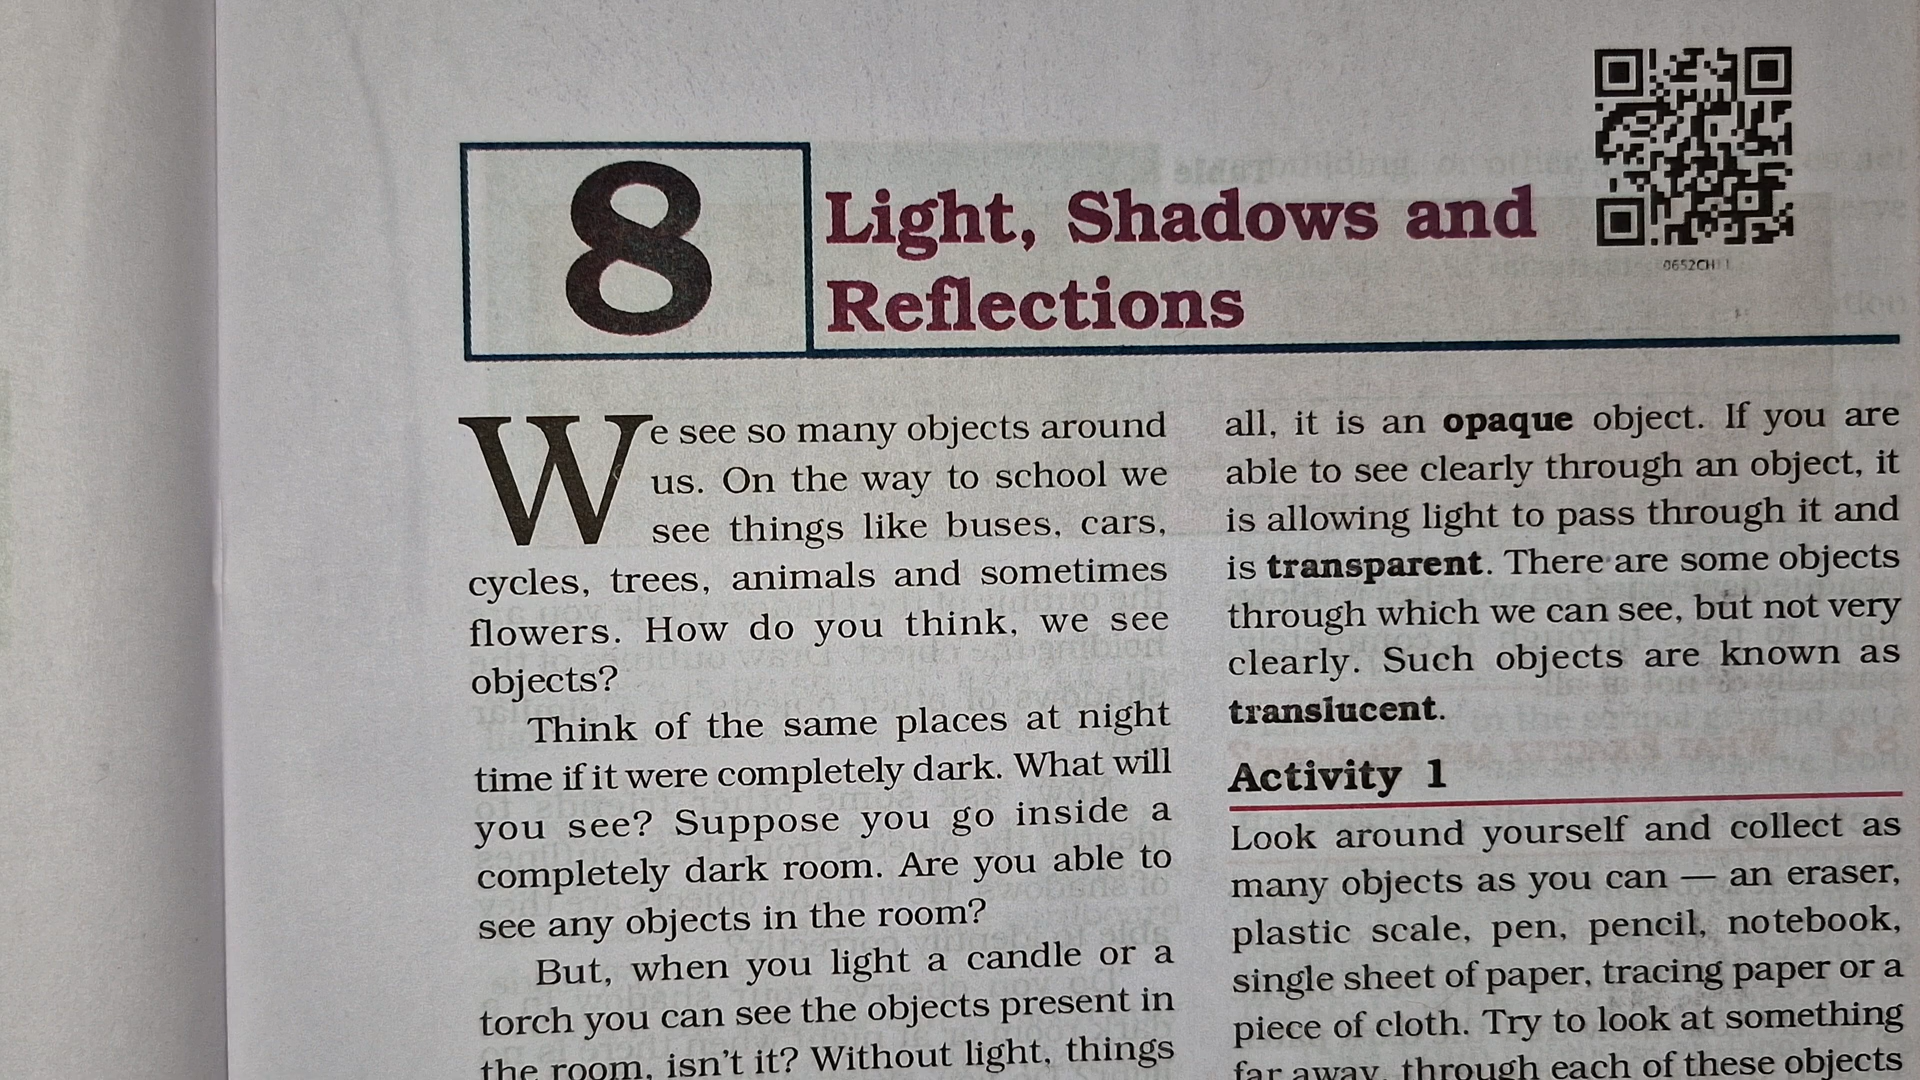 8
Light, Shadows and
Reflections
We see so many objects around
us. On the way to school we
see things like buses, cars,
cycles, trees, animals and sometimes
flowers. How do you think, we see
objects?
Think of the same places at night
time if it were completely dark. What will
you see? Suppose you go inside a
completely dark room. Are you able to
see any objects in the room?
But, when you light a candle or a
torch you can see the objects present in
the room, isn't it? Without light, things
all, it is an opaque object. If you are
able to see clearly through an object, it
is allowing light to pass through it and
is transparent. There are some objects
through which we can see, but not very
clearly. Such objects are known as
translucent.
Activity 1
Look around yourself and collect as
many objects as you can — an eraser,
plastic scale, pen, pencil, notebook,
single sheet of paper, tracing paper or a
piece of cloth. Try to look at something
far away, through each of these objects